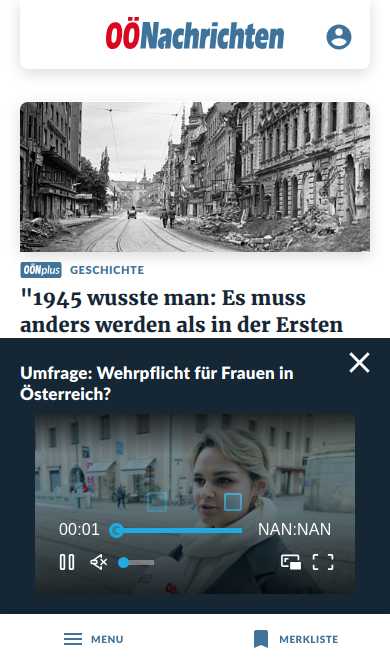 OÖNachrichten
OÖNplus GESCHICHTE
"1945 wusste man: Es muss
anders werden als in der Ersten
Umfrage: Wehrpflicht für Frauen in
Österreich?
00:01 NAN:NAN
MENU MERKLISTE